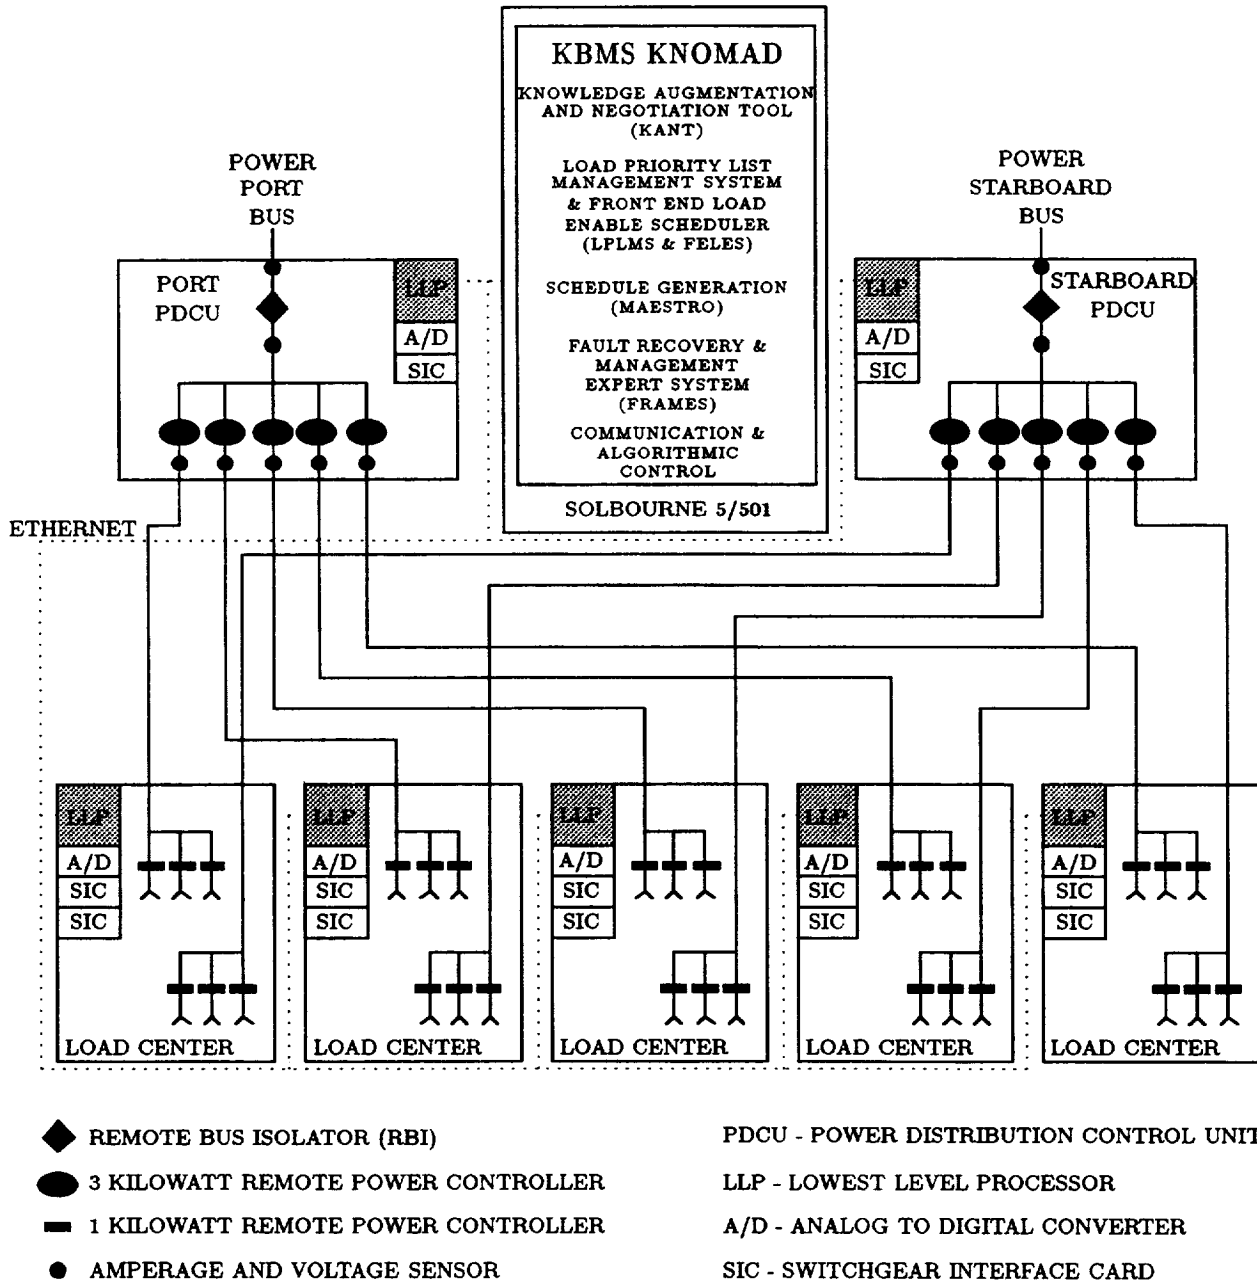 KBMS KNOMAD
KNOWLEDGE AUGMENTATION
AND NEGOTIATION TOOL
(KANT)
LOAD PRIORITY LIST
MANAGEMENT SYSTEM
& FRONT END LOAD
ENABLE SCHEDULER
(LPLMS & FELES)
SCHEDULE GENERATION
(MAESTRO)
FAULT RECOVERY &
MANAGEMENT
EXPERT SYSTEM
(FRAMES)
COMMUNICATION &
ALGORITHMIC
CONTROL
SOLBOURNE 5/501
POWER
PORT
BUS
PORT
PDCU
LLP
A/D
SIC
POWER
STARBOARD
BUS
LLP
A/D
SIC
STARBOARD
PDCU
ETHERNET
LLP
A/D
SIC
SIC
LOAD CENTER
LLP
A/D
SIC
SIC
LOAD CENTER
LLP
A/D
SIC
SIC
LOAD CENTER
LLP
A/D
SIC
SIC
LOAD CENTER
LLP
A/D
SIC
SIC
LOAD CENTER
REMOTE BUS ISOLATOR (RBI)
3 KILOWATT REMOTE POWER CONTROLLER
1 KILOWATT REMOTE POWER CONTROLLER
AMPERAGE AND VOLTAGE SENSOR
PDCU - POWER DISTRIBUTION CONTROL UNIT
LLP - LOWEST LEVEL PROCESSOR
A/D - ANALOG TO DIGITAL CONVERTER
SIC - SWITCHGEAR INTERFACE CARD